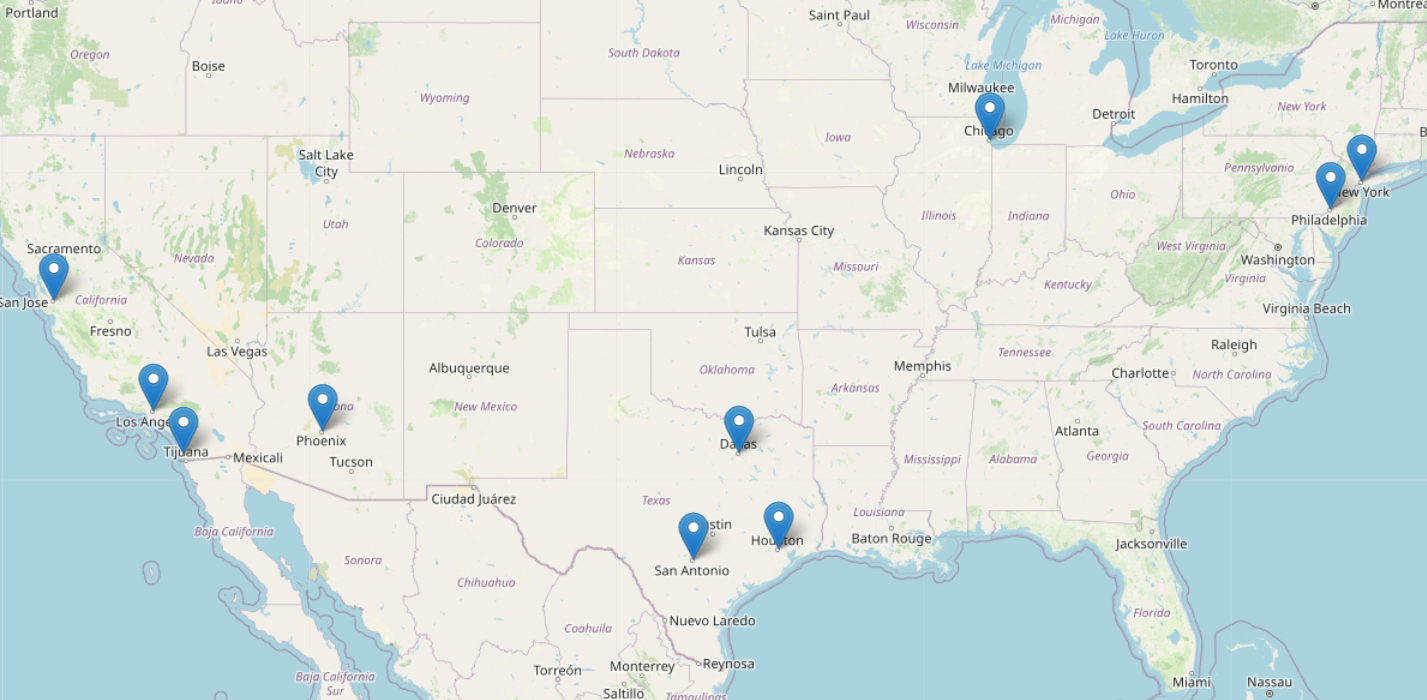 Idaho
Portland
Saint Paul
Michigan
Wisconsin
Oregon
Lake Huron
South Dakota
Boise
Lake Michigan
Toronto
Milwaukee
Wyoming
Hamilton
New York
Detroit
Chicago
Iowa
Nebraska
Salt Lake
City
Lincoln
Pennsylvania
Ohio
New York
Denver
Utah
Illinois
Indiana
Philadelphia
Kansas City
Colorado
Sacramento
West Virginia
Nevada
Kansas
Missouri
Washington
Virginia
Kentucky
San Jose
California
Virginia Beach
Fresno
Tulsa
Raleigh
Las Vegas
Tennessee
Albuquerque
Memphis
Oklahoma
Charlotte
North Carolina
Arkansas
New Mexico
Los Ange
ona
South Carolina
Atlanta
Phoenix
Dallas
Tijuana
Mexicali
Tucson
Mississippi
Alabama
Georgia
Ciudad Juárez
Texas
Louisiana
stin
Baja California
Houston
Baton Rouge
Jacksonville
Sonora
San Antonio
Chihuahua
Florida
Nuevo Laredo
Coahuila
Reynosa
Monterrey
Torreón
Baja California
Sur
Miami
Nassau
Saltillo
Tamaulipas